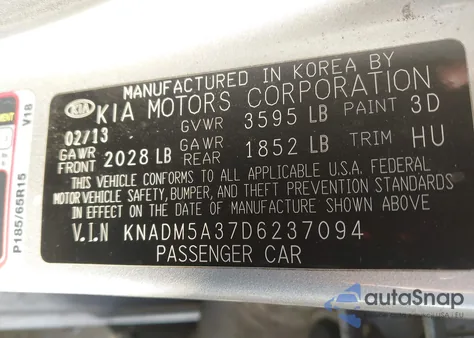 MANUFACTURED IN KOREA BY
KIA KIA MOTORS CORPORATION
02/13 GVWR 3595 LB PAINT 3D
GAWR FRONT 2028 LB GAWR REAR 1852 LB TRIM HU
THIS VEHICLE CONFORMS TO ALL APPLICABLE U.S.A. FEDERAL
MOTOR VEHICLE SAFETY, BUMPER, AND THEFT PREVENTION STANDARDS
IN EFFECT ON THE DATE OF MANUFACTURE SHOWN ABOVE
V.I.N KNADM5A37D6237094
PASSENGER CAR
V18
P185/65R15
autoSnap